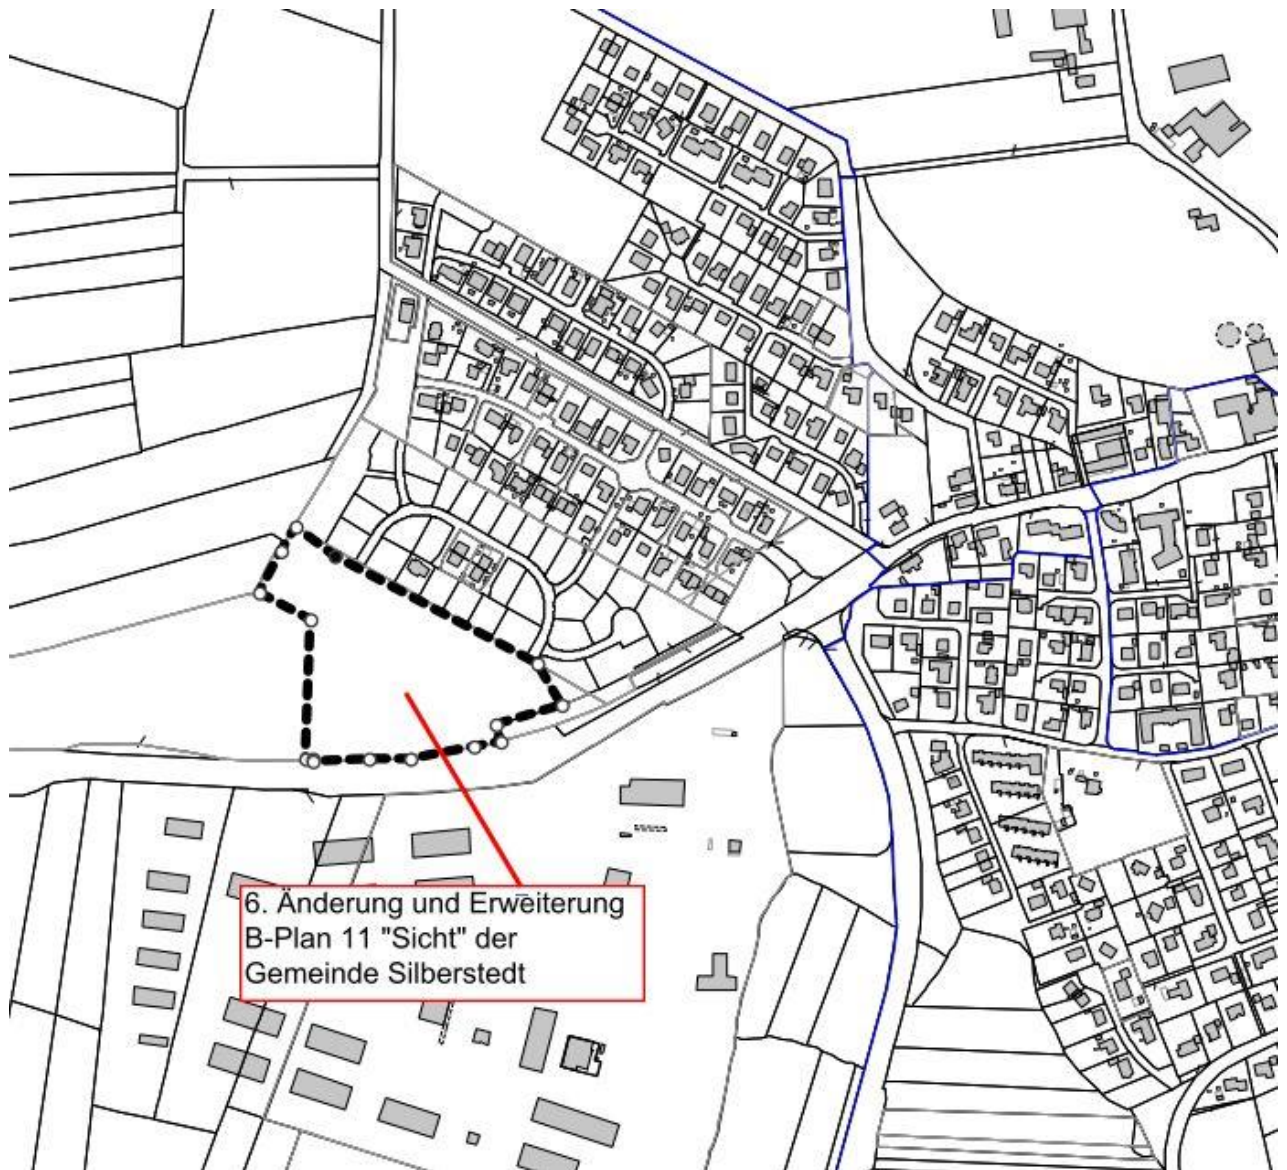 6. Änderung und Erweiterung
B-Plan 11 "Sicht" der
Gemeinde Silberstedt